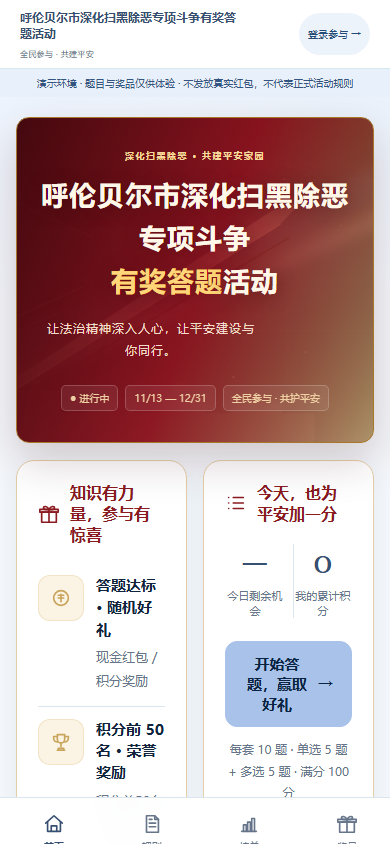 呼伦贝尔市深化扫黑除恶专项斗争有奖答
题活动
全民参与 · 共建平安
登录参与 →
演示环境 · 题目与奖品仅供体验 · 不发放真实红包，不代表正式活动规则
深化扫黑除恶 • 共建平安家园
呼伦贝尔市深化扫黑除恶
专项斗争
有奖答题活动
让法治精神深入人心，让平安建设与
你同行。
进行中
11/13 — 12/31
全民参与 · 共护平安
知识有力
量，参与有
惊喜
答题达标
• 随机好
礼
现金红包 /
积分奖励
积分前 50
名 • 荣誉
奖励
今天，也为
平安加一分
—
今日剩余机
会
0
我的累计积
分
开始答
题，赢取
好礼
→
每套 10 题 · 单选 5 题
+ 多选 5 题 · 满分 100
分